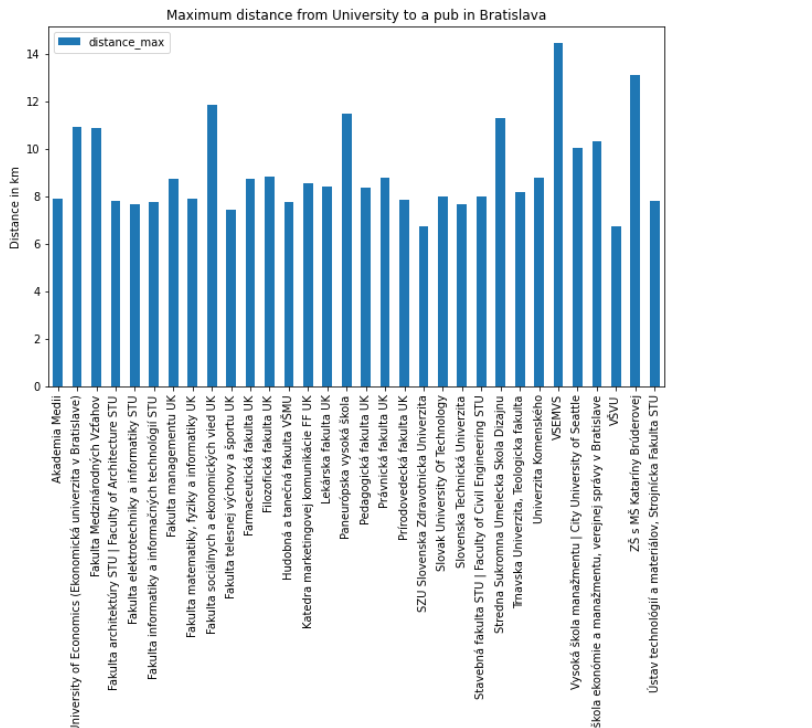 Maximum distance from University to a pub in Bratislava
distance_max
Distance in km
14
12
10
8
6
4
2
0
Akademia Medii
University of Economics (Ekonomická univerzita v Bratislave)
Fakulta Medzinárodných Vzťahov
Fakulta architektúry STU | Faculty of Architecture STU
Fakulta elektrotechniky a informatiky STU
Fakulta informatiky a informačných technológií STU
Fakulta managementu UK
Fakulta matematiky, fyziky a informatiky UK
Fakulta sociálnych a ekonomických vied UK
Fakulta telesnej výchovy a športu UK
Farmaceutická fakulta UK
Filozofická fakulta UK
Hudobná a tanečná fakulta VŠMU
Katedra marketingovej komunikácie FF UK
Lekárska fakulta UK
Paneurópska vysoká škola
Pedagogická fakulta UK
Právnická fakulta UK
Prírodovedecká fakulta UK
SZU Slovenska Zdravotnicka Univerzita
Slovak University Of Technology
Slovenska Technická Univerzita
Stavebná fakulta STU | Faculty of Civil Engineering STU
Stredna Sukromna Umelecka Skola Dizajnu
Trnavska Univerzita, Teologicka fakulta
Univerzita Komenského
VSEMVS
Vysoká škola manažmentu | City University of Seattle
škola ekonómie a manažmentu, verejnej správy v Bratislave
VŠVU
ZŠ s MŠ Kataríny Brúderovej
Ústav technológií a materiálov, Strojnícka Fakulta STU